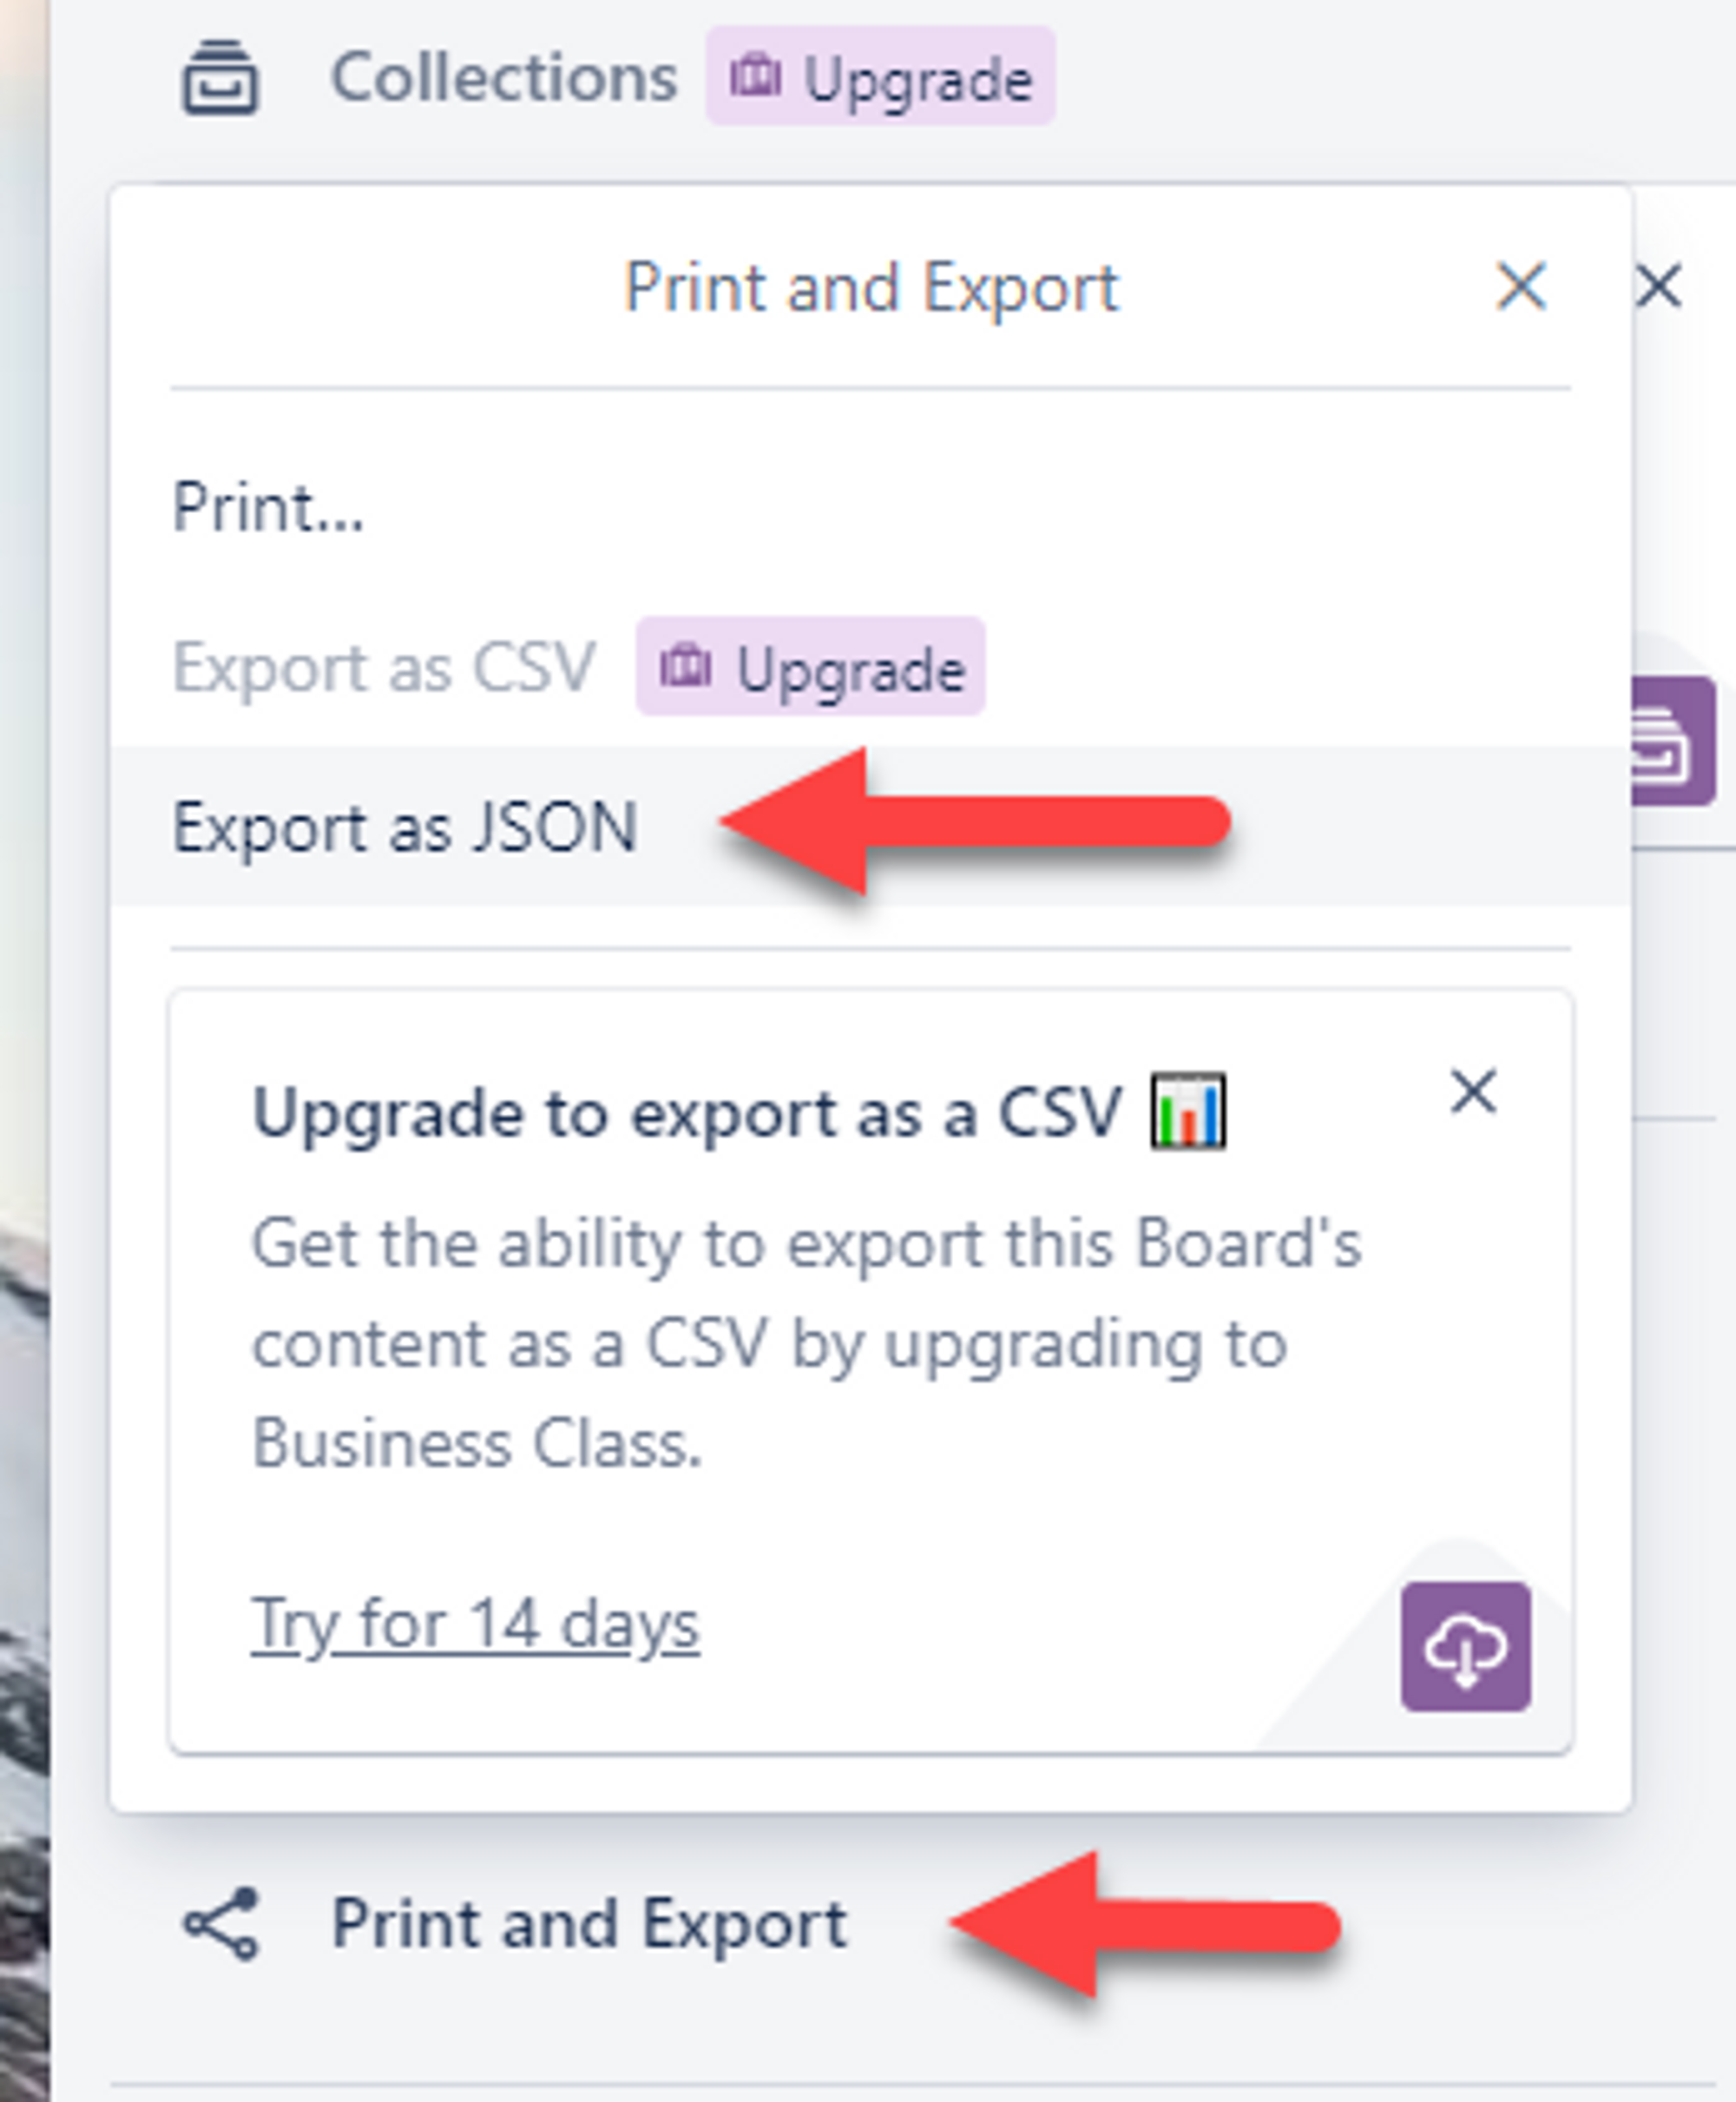 Collections Upgrade
Print and Export
Print...
Export as CSV Upgrade
Export as JSON
Upgrade to export as a CSV 📊
Get the ability to export this Board's
content as a CSV by upgrading to
Business Class.
Try for 14 days
Print and Export